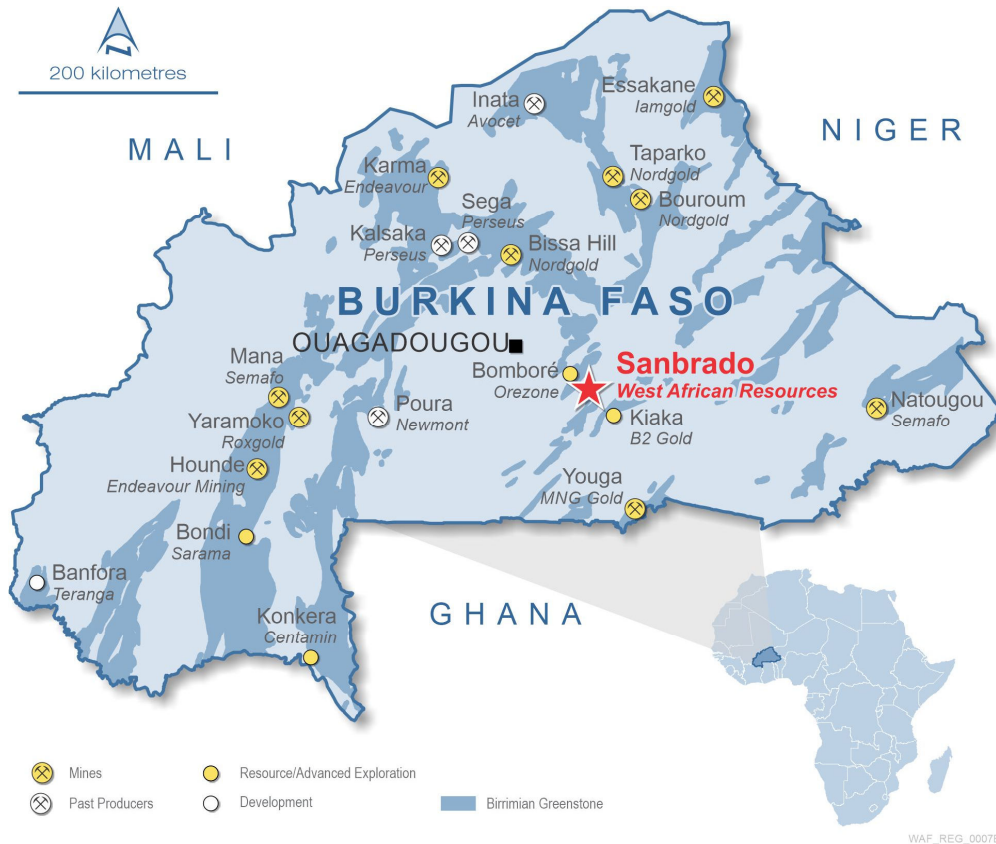 N
200 kilometres
MALI
NIGER
GHANA
BURKINA FASO
OUAGADOUGOU
Inata
Avocet
Essakane
Iamgold
Karma
Endeavour
Taparko
Nordgold
Bouroum
Nordgold
Sega
Perseus
Kalsaka
Perseus
Bissa Hill
Nordgold
Mana
Semafo
Yaramoko
Roxgold
Poura
Newmont
Bomboré
Orezone
Sanbrado
West African Resources
Kiaka
B2 Gold
Natougou
Semafo
Hounde
Endeavour Mining
Youga
MNG Gold
Bondi
Sarama
Banfora
Teranga
Konkera
Centamin
Mines
Resource/Advanced Exploration
Past Producers
Development
Birrimian Greenstone